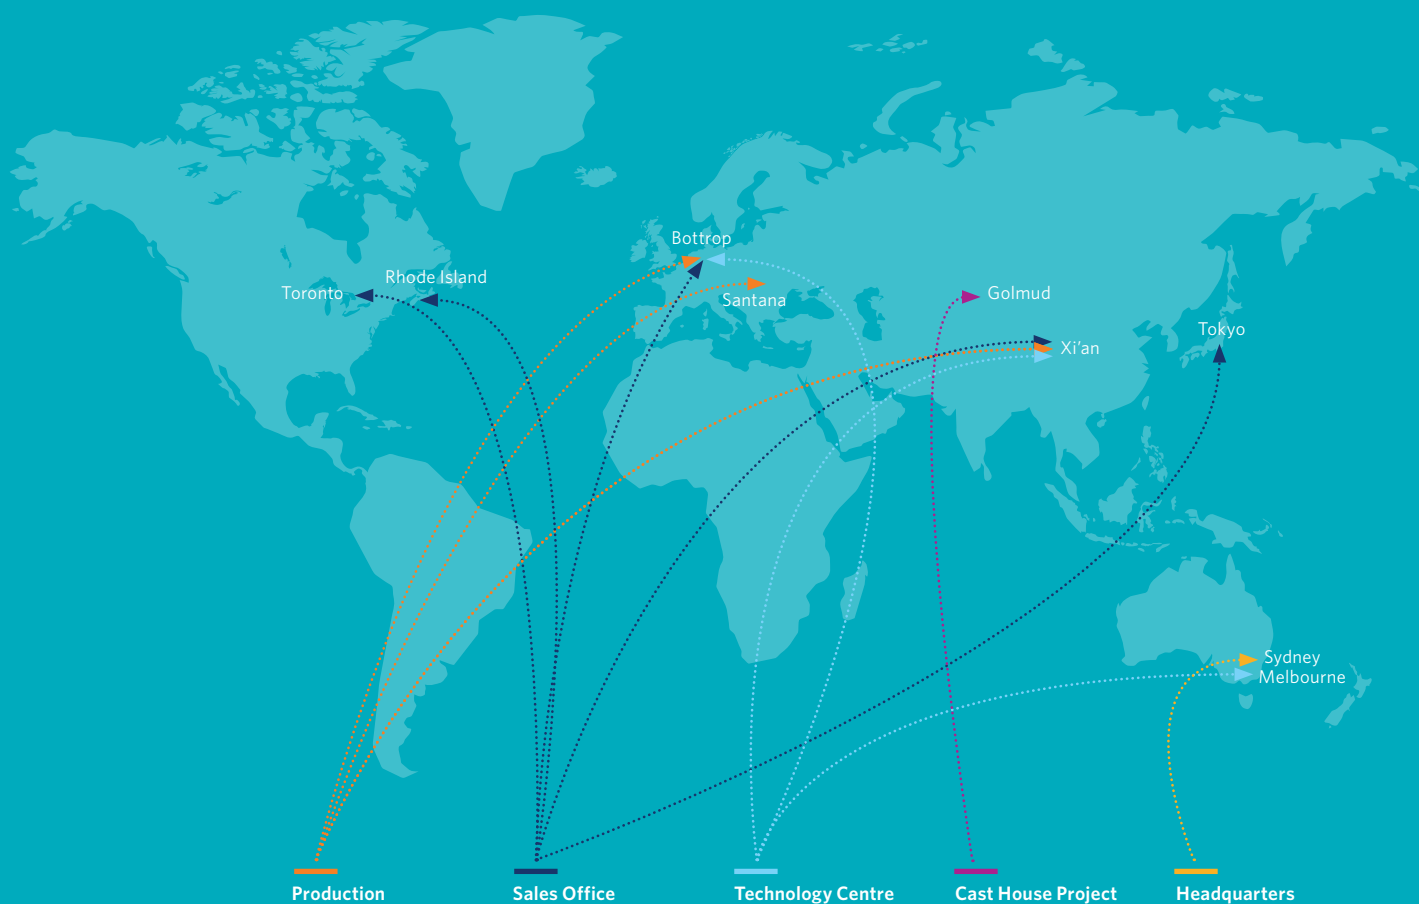 Bottrop
Rhode Island
Toronto
Santana
Golmud
Tokyo
Xi’an
Sydney
Melbourne
Production
Sales Office
Technology Centre
Cast House Project
Headquarters